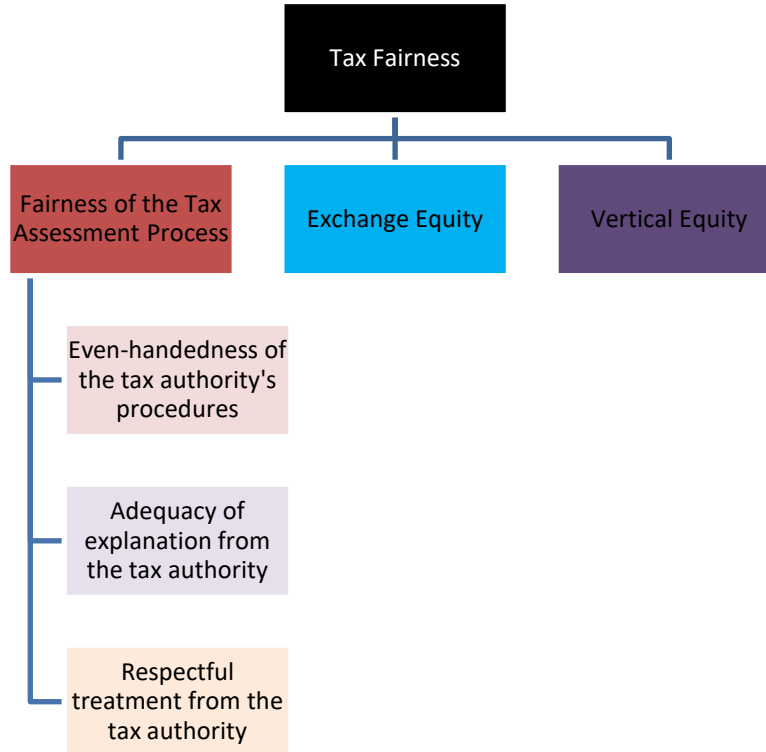 Tax Fairness
Fairness of the Tax
Assessment Process
Exchange Equity
Vertical Equity
Even-handedness of
the tax authority's
procedures
Adequacy of
explanation from
the tax authority
Respectful
treatment from the
tax authority